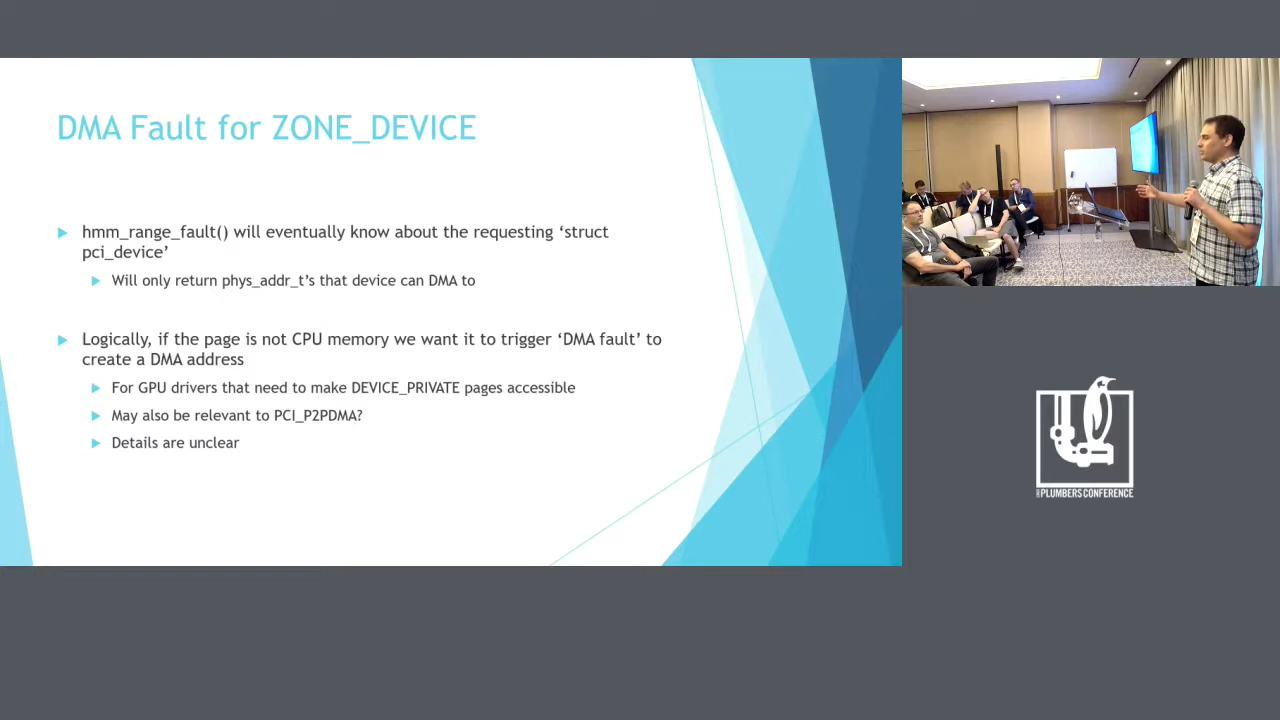 DMA Fault for ZONE_DEVICE
hmm_range_fault() will eventually know about the requesting ‘struct
pci_device’
Will only return phys_addr_t’s that device can DMA to
Logically, if the page is not CPU memory we want it to trigger ‘DMA fault’ to
create a DMA address
For GPU drivers that need to make DEVICE_PRIVATE pages accessible
May also be relevant to PCI_P2PDMA?
Details are unclear
PLUMBERS CONFERENCE